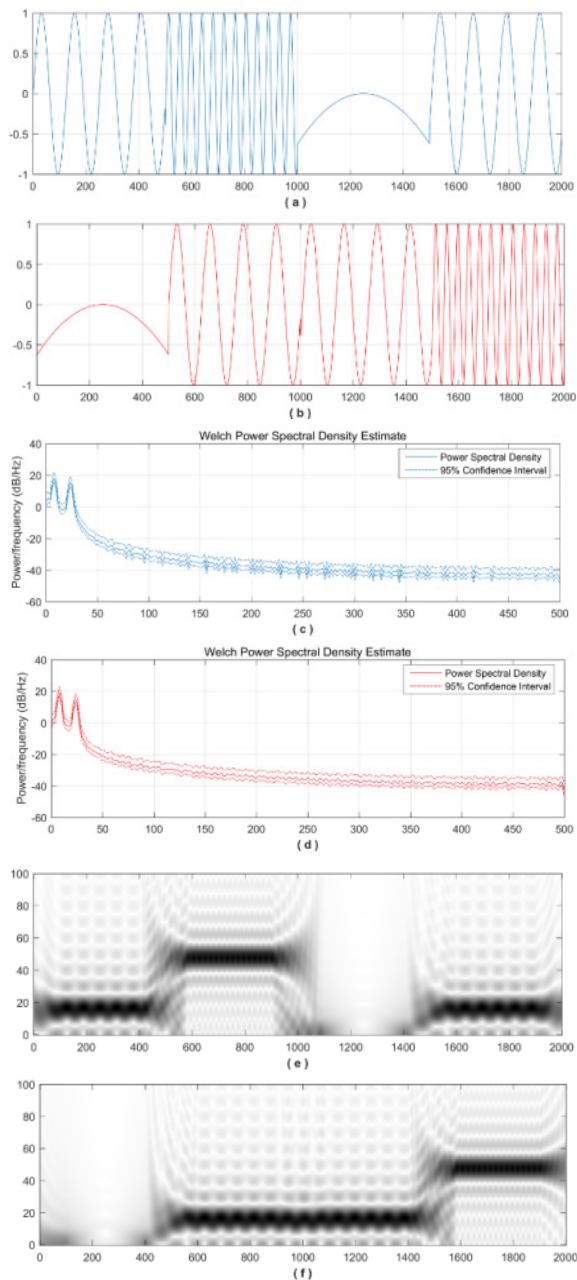 1
0.5
0
-0.5
-1
0 200 400 600 800 1000 1200 1400 1600 1800 2000
( a )
1
0.5
0
-0.5
-1
0 200 400 600 800 1000 1200 1400 1600 1800 2000
( b )
Welch Power Spectral Density Estimate
40
20
0
-20
-40
-60
Power/frequency (dB/Hz)
Power Spectral Density
95% Confidence Interval
0 50 100 150 200 250 300 350 400 450 500
( c )
Welch Power Spectral Density Estimate
40
20
0
-20
-40
-60
Power/frequency (dB/Hz)
Power Spectral Density
95% Confidence Interval
0 50 100 150 200 250 300 350 400 450 500
( d )
100
80
60
40
20
0
0 200 400 600 800 1000 1200 1400 1600 1800 2000
( e )
100
80
60
40
20
0
0 200 400 600 800 1000 1200 1400 1600 1800 2000
( f )